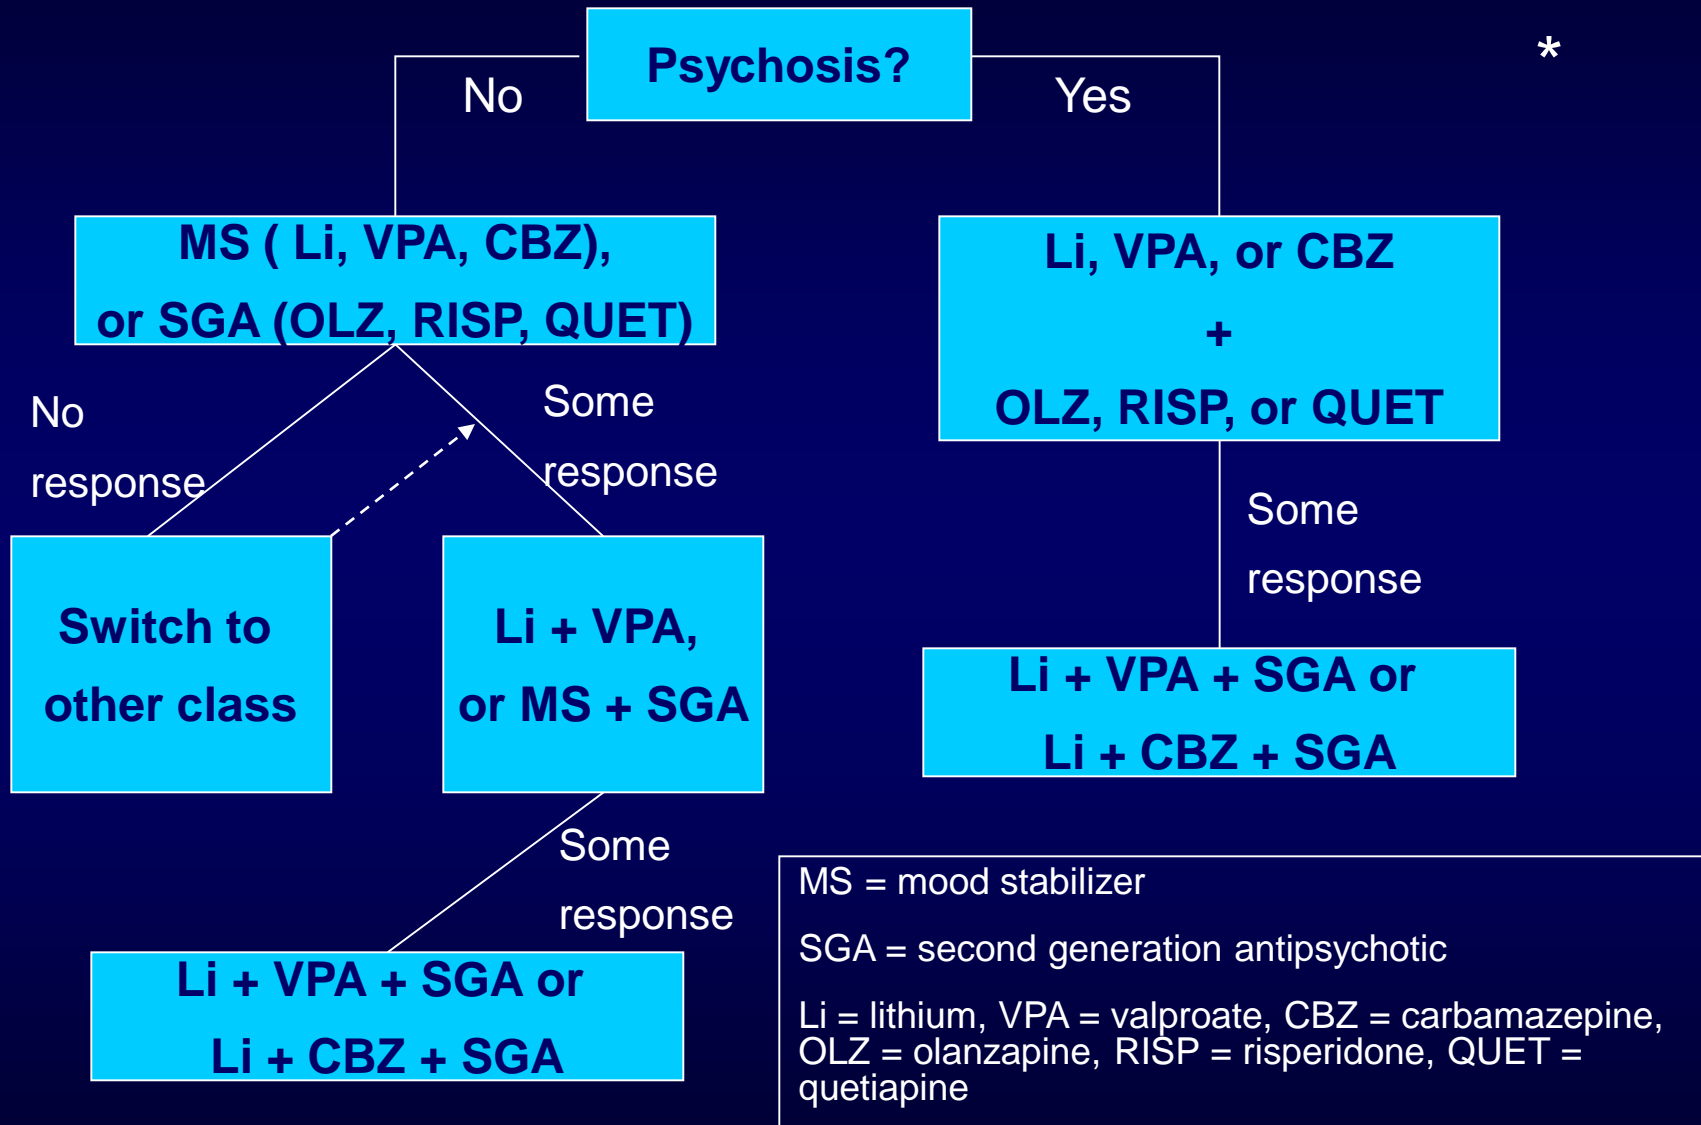 Psychosis?
*
No
Yes
MS ( Li, VPA, CBZ),
or SGA (OLZ, RISP, QUET)
Li, VPA, or CBZ
+
OLZ, RISP, or QUET
No
response
Some
response
Some
response
Switch to
other class
Li + VPA,
or MS + SGA
Li + VPA + SGA or
Li + CBZ + SGA
Some
response
Li + VPA + SGA or
Li + CBZ + SGA
MS = mood stabilizer
SGA = second generation antipsychotic
Li = lithium, VPA = valproate, CBZ = carbamazepine,
OLZ = olanzapine, RISP = risperidone, QUET =
quetiapine